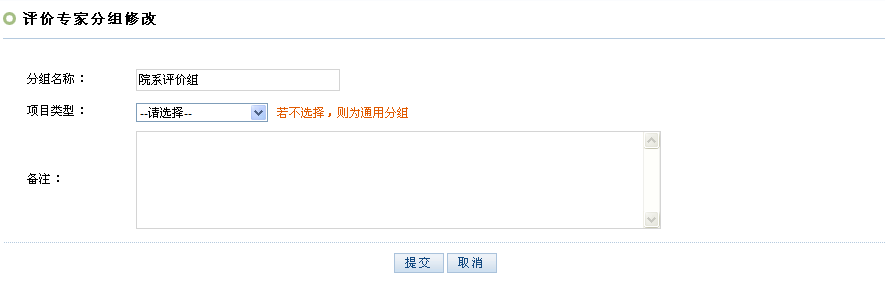 评价专家分组修改
分组名称： 院系评价组
项目类型： --请选择-- 若不选择，则为通用分组
备注：
提交 取消